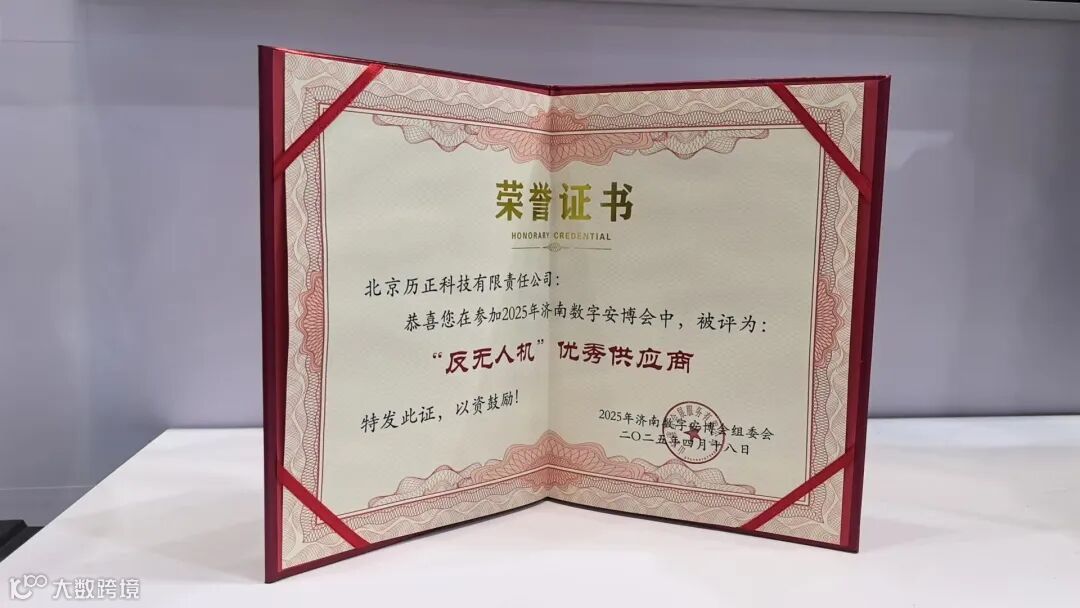 荣誉证书
HONORARY CREDENTIAL
北京历正科技有限责任公司：
恭喜您在参加2025年济南数字安博会中，被评为：
“反无人机”优秀供应商
特发此证，以资鼓励！
2025年济南数字安博会组委会
二〇二五年四月十八日
大数跨境